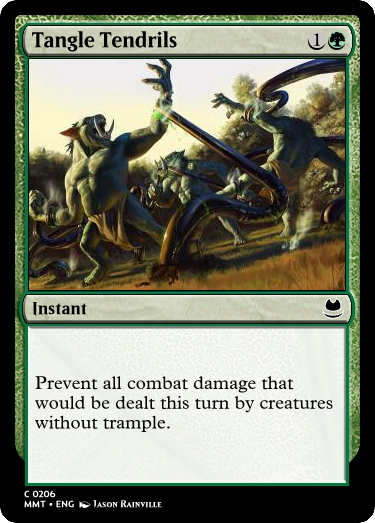 Tangle Tendrils 1
Instant
Prevent all combat damage that
would be dealt this turn by creatures
without trample.
C 0206
MMT • ENG Jason Rainville